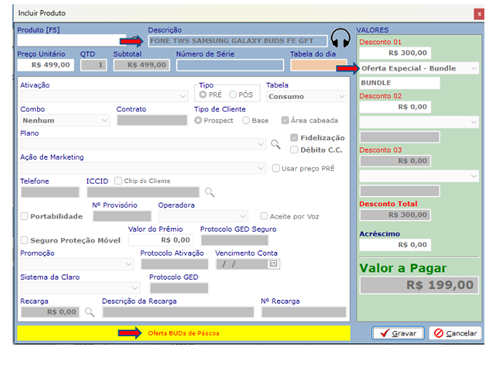 Incluir Produto
x
Produto [F5] Descrição
FONE TWS SAMSUNG GALAXY BUDS FE GFT
Preço Unitário QTD Subtotal Número de Série Tabela do dia
R$ 499,00 1 R$ 499,00
Ativação Tipo Tabela
PRÉ PÓS Consumo
Combo Contrato Tipo de Cliente
Nenhum Prospect Base Área cabeada
Plano Fidelização
Débito C.C.
Ação de Marketing
Usar preço PRÉ
Telefone ICCID Chip do Cliente
Nº Provisório Operadora
Portabilidade Aceite por Voz
Valor do Prêmio Protocolo GED Seguro
Seguro Proteção Móvel R$ 0,00
Promoção Protocolo Ativação Vencimento Conta
/ /
Sistema da Claro Protocolo GED
Recarga Descrição da Recarga Nº Recarga
R$ 0,00
Oferta BUDs de Páscoa
VALORES
Desconto 01
R$ 300,00
Oferta Especial - Bundle
BUNDLE
Desconto 02
R$ 0,00
Desconto 03
R$ 0,00
Desconto Total
R$ 300,00
Acréscimo
R$ 0,00
Valor a Pagar
R$ 199,00
Gravar Cancelar